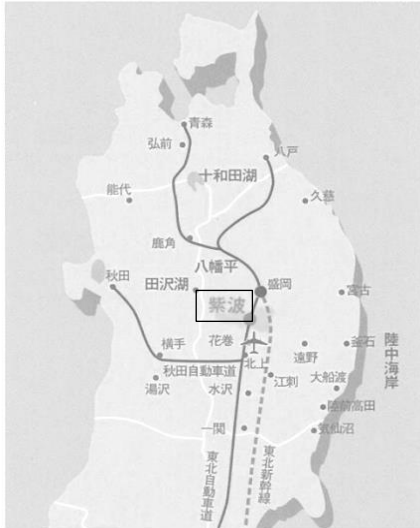 青森
弘前
八戸
十和田湖
能代
久慈
鹿角
八幡平
秋田
田沢湖
盛岡
紫波
宮古
花巻
横手
北上
遠野
釜石
陸中海岸
秋田自動車道
江刺
大船渡
湯沢
水沢
陸前高田
一関
気仙沼
東北自動車道
東北新幹線